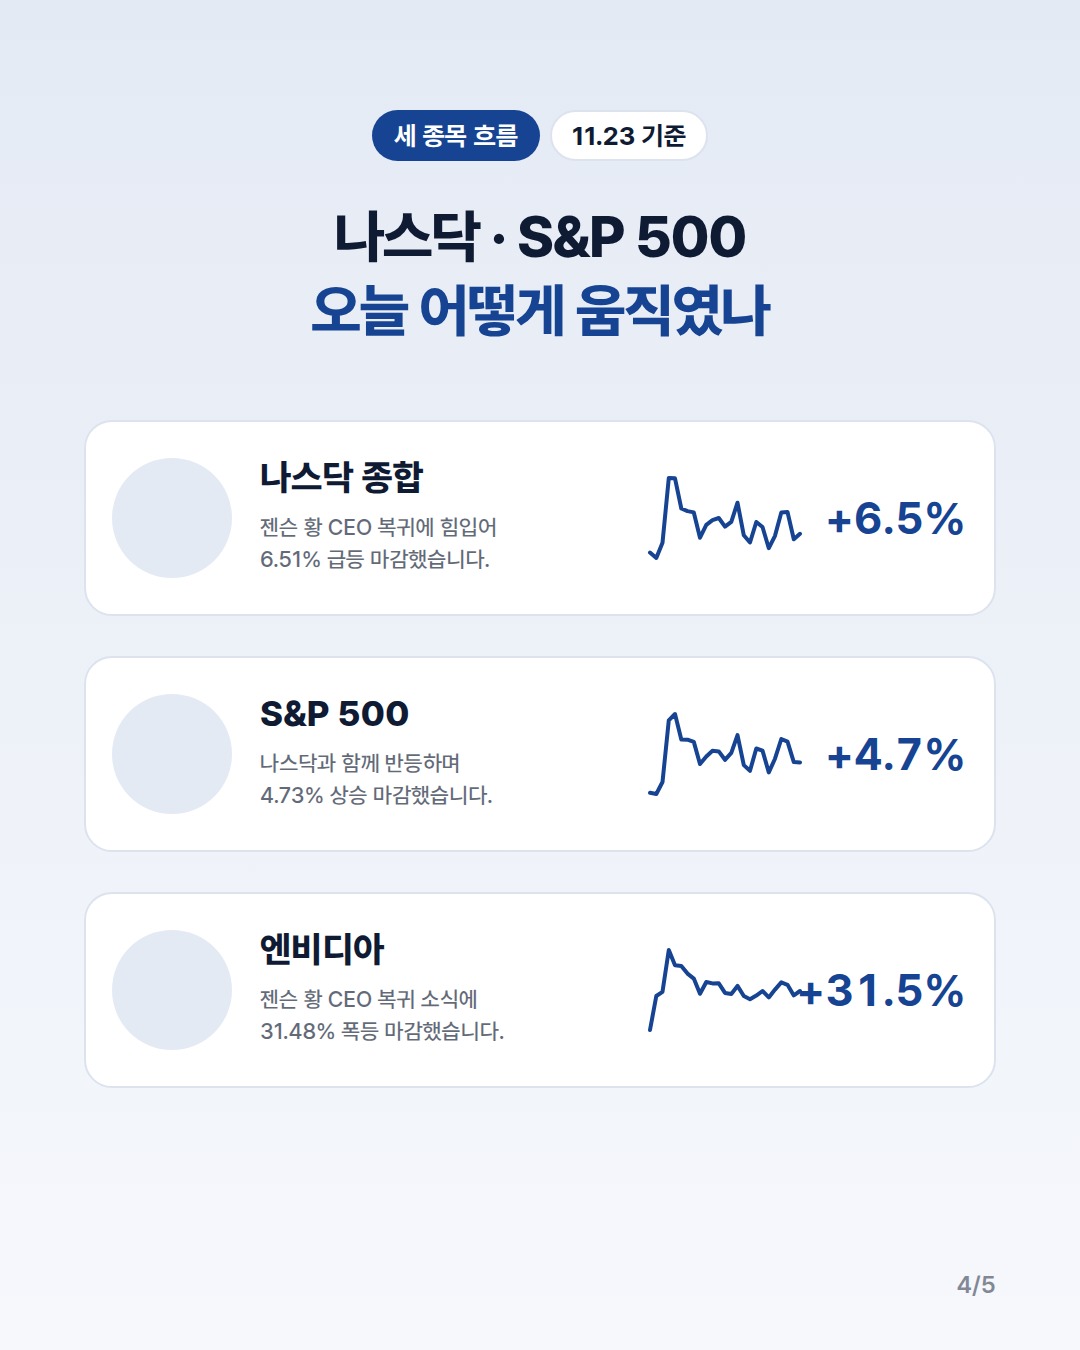 세 종목 흐름
11.23 기준
나스닥 · S&P 500
오늘 어떻게 움직였나
나스닥 종합
젠슨 황 CEO 복귀에 힘입어
6.51% 급등 마감했습니다.
+6.5%
S&P 500
나스닥과 함께 반등하며
4.73% 상승 마감했습니다.
+4.7%
엔비디아
젠슨 황 CEO 복귀 소식에
31.48% 폭등 마감했습니다.
+31.5%
4/5